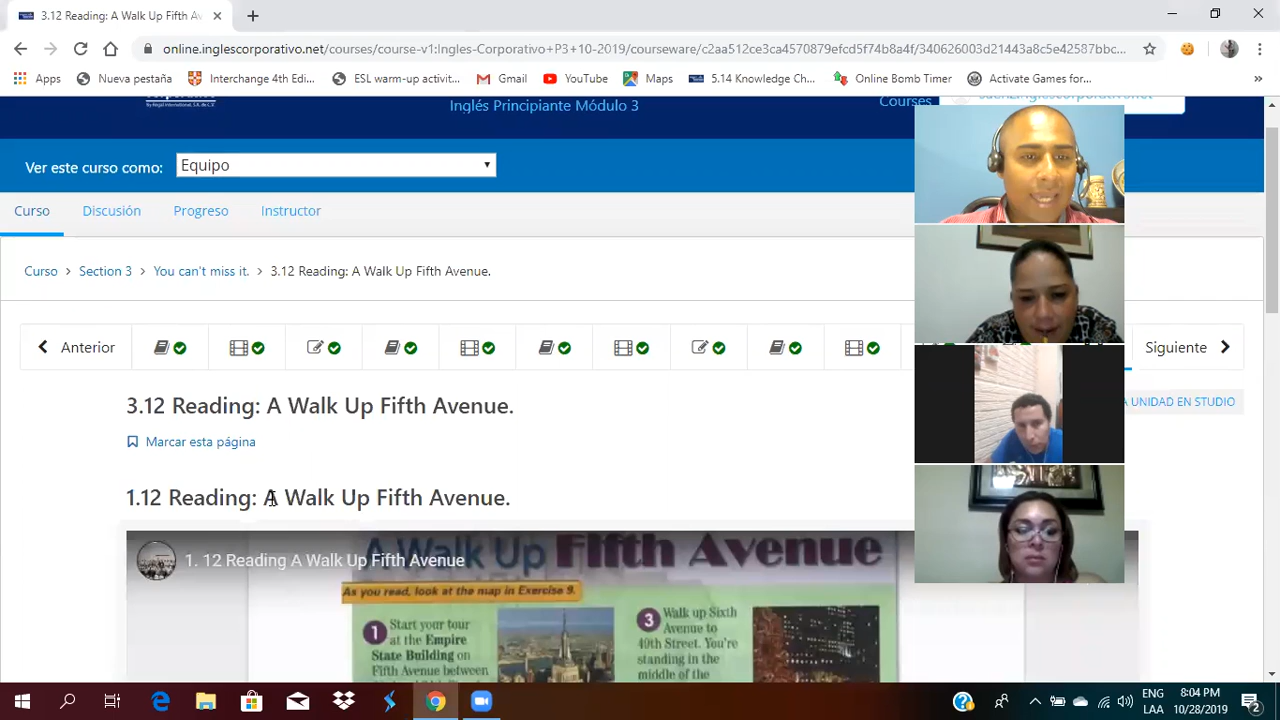 3.12 Reading: A Walk Up Fifth Avenue
online.inglescorporativo.net/courses/course-v1:Ingles-Corporativo+P3+10-2019/courseware/c2aa512ce3ca4570879efcd5f74b8a4f/340626003d21443a8c5e42587bbc...
Apps Nueva pestaña Interchange 4th Edi... ESL warm-up activit... Gmail YouTube Maps 5.14 Knowledge Ch... Online Bomb Timer Activate Games for... »
Inglés Principiante Módulo 3
Courses
Ver este curso como: Equipo
Curso Discusión Progreso Instructor
Curso > Section 3 > You can't miss it. > 3.12 Reading: A Walk Up Fifth Avenue.
Anterior Siguiente
UNIDAD EN STUDIO
3.12 Reading: A Walk Up Fifth Avenue.
Marcar esta página
1.12 Reading: A Walk Up Fifth Avenue.
A Walk Up Fifth Avenue
1. 12 Reading A Walk Up Fifth Avenue
As you read, look at the map in Exercise 9.
1 Start your tour
at the Empire
State Building on
Fifth Avenue between
3 Walk up Sixth
Avenue to
40th Street. You're
standing in the
middle of the
ENG 8:04 PM
LAA 10/28/2019
2